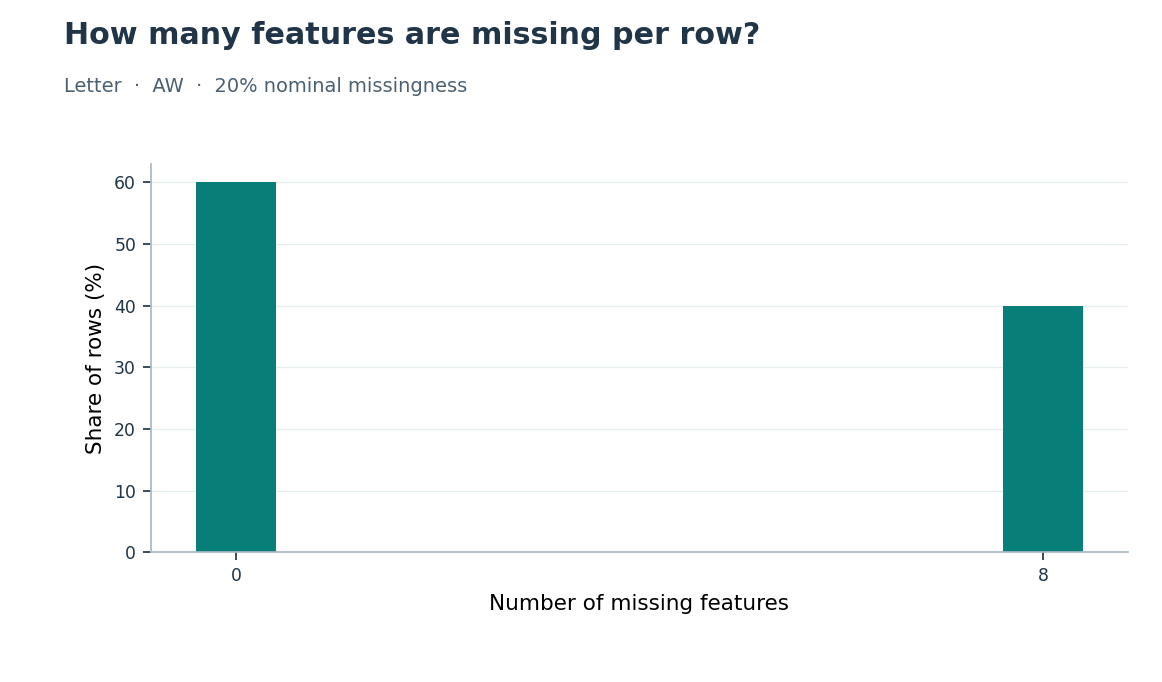 How many features are missing per row?
Letter · AW · 20% nominal missingness
60
50
40
30
20
10
0
Share of rows (%)
0
8
Number of missing features